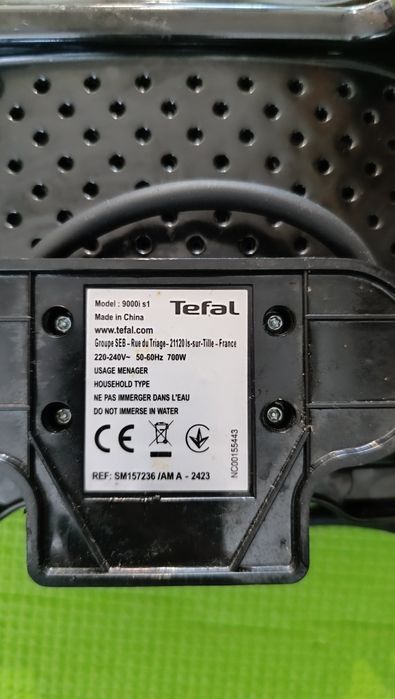 Model : 9000i s1
Tefal
Made in China
www.tefal.com
Groupe SEB - Rue du Triage - 21120 Is-sur-Tille - France
220-240V~ 50-60Hz 700W
USAGE MENAGER
HOUSEHOLD TYPE
NE PAS IMMERGER DANS L'EAU
DO NOT IMMERSE IN WATER
CE
NC00155443
REF: SM157236 /AM A - 2423